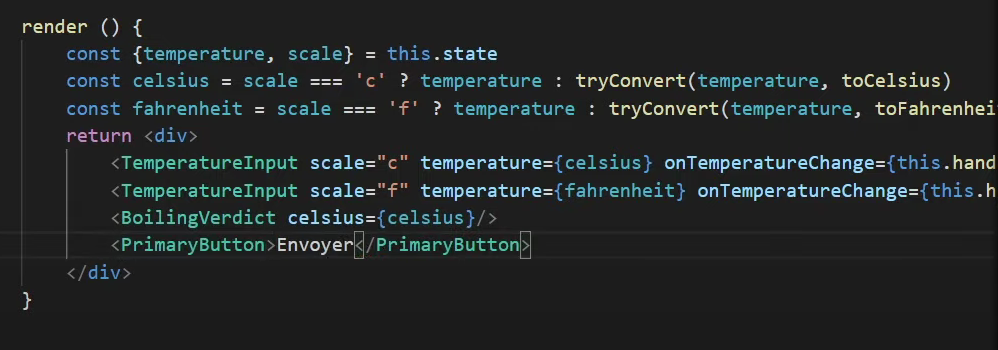 render () {
    const {temperature, scale} = this.state
    const celsius = scale === 'c' ? temperature : tryConvert(temperature, toCelsius)
    const fahrenheit = scale === 'f' ? temperature : tryConvert(temperature, toFahrenhei
    return <div>
        <TemperatureInput scale="c" temperature={celsius} onTemperatureChange={this.hand
        <TemperatureInput scale="f" temperature={fahrenheit} onTemperatureChange={this.h
        <BoilingVerdict celsius={celsius}/>
        <PrimaryButton>Envoyer</PrimaryButton>
    </div>
}